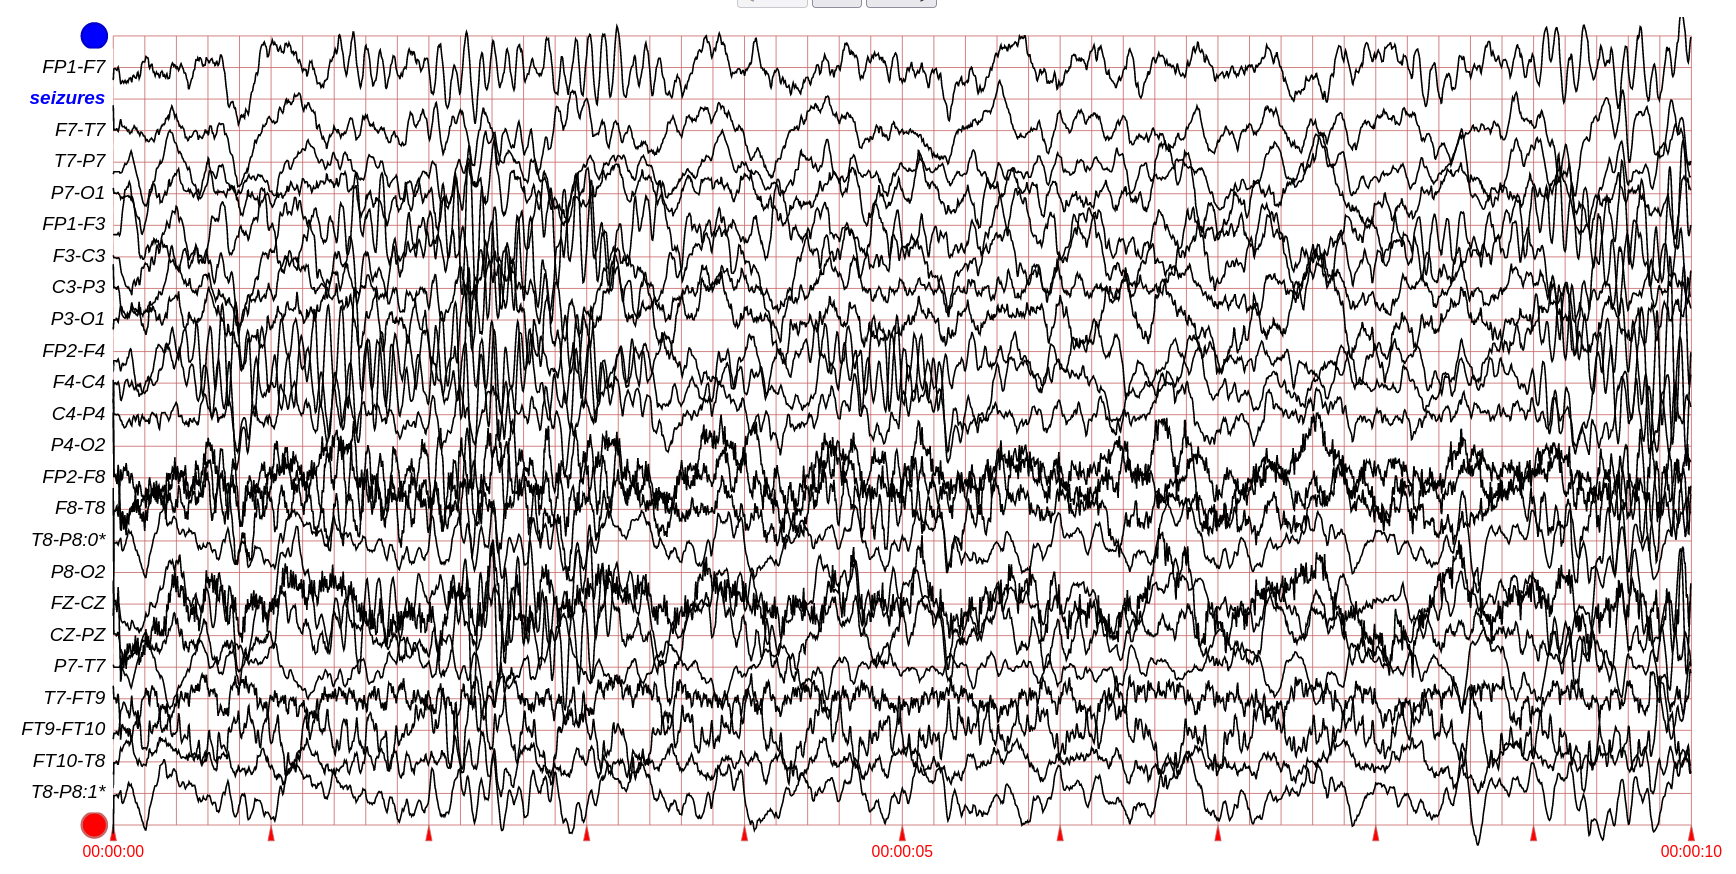 FP1-F7
seizures
F7-T7
T7-P7
P7-O1
FP1-F3
F3-C3
C3-P3
P3-O1
FP2-F4
F4-C4
C4-P4
P4-O2
FP2-F8
F8-T8
T8-P8:0*
P8-O2
FZ-CZ
CZ-PZ
P7-T7
T7-FT9
FT9-FT10
FT10-T8
T8-P8:1*
00:00:00 00:00:05 00:00:10